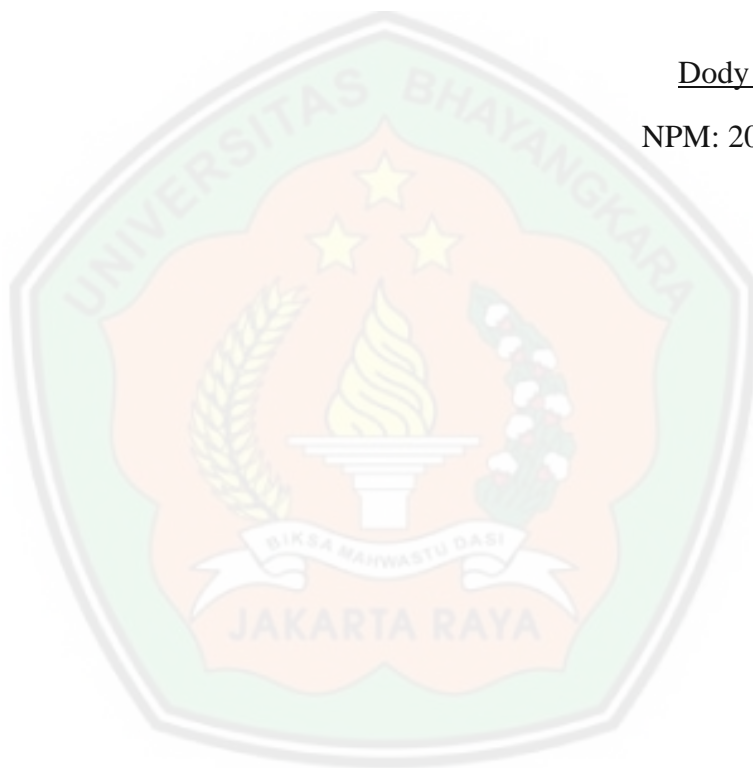 Dody
NPM: 20
UNIVERSITAS BHAYANGKARA
BIKSA MAHWASTU DASI
JAKARTA RAYA